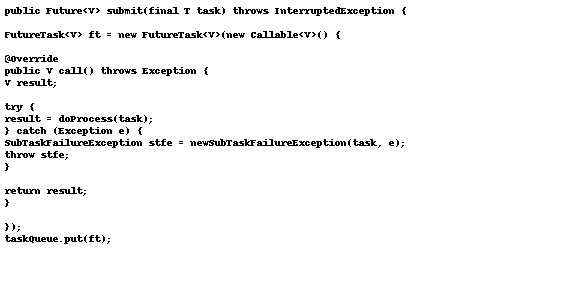 public Future<V> submit(final T task) throws InterruptedException {
FutureTask<V> ft = new FutureTask<V>(new Callable<V>() {
@Override
public V call() throws Exception {
V result;
try {
result = doProcess(task);
} catch (Exception e) {
SubTaskFailureException stfe = newSubTaskFailureException(task, e);
throw stfe;
}
return result;
}
});
taskQueue.put(ft);